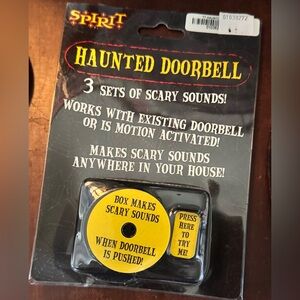 SPIRIT
HAUNTED DOORBELL
3 SETS OF SCARY SOUNDS!
WORKS WITH EXISTING DOORBELL
OR IS MOTION ACTIVATED!
MAKES SCARY SOUNDS
ANYWHERE IN YOUR HOUSE!
BOX MAKES
SCARY SOUNDS
WHEN DOORBELL
IS PUSHED!
PRESS
HERE
TO
TRY
ME!